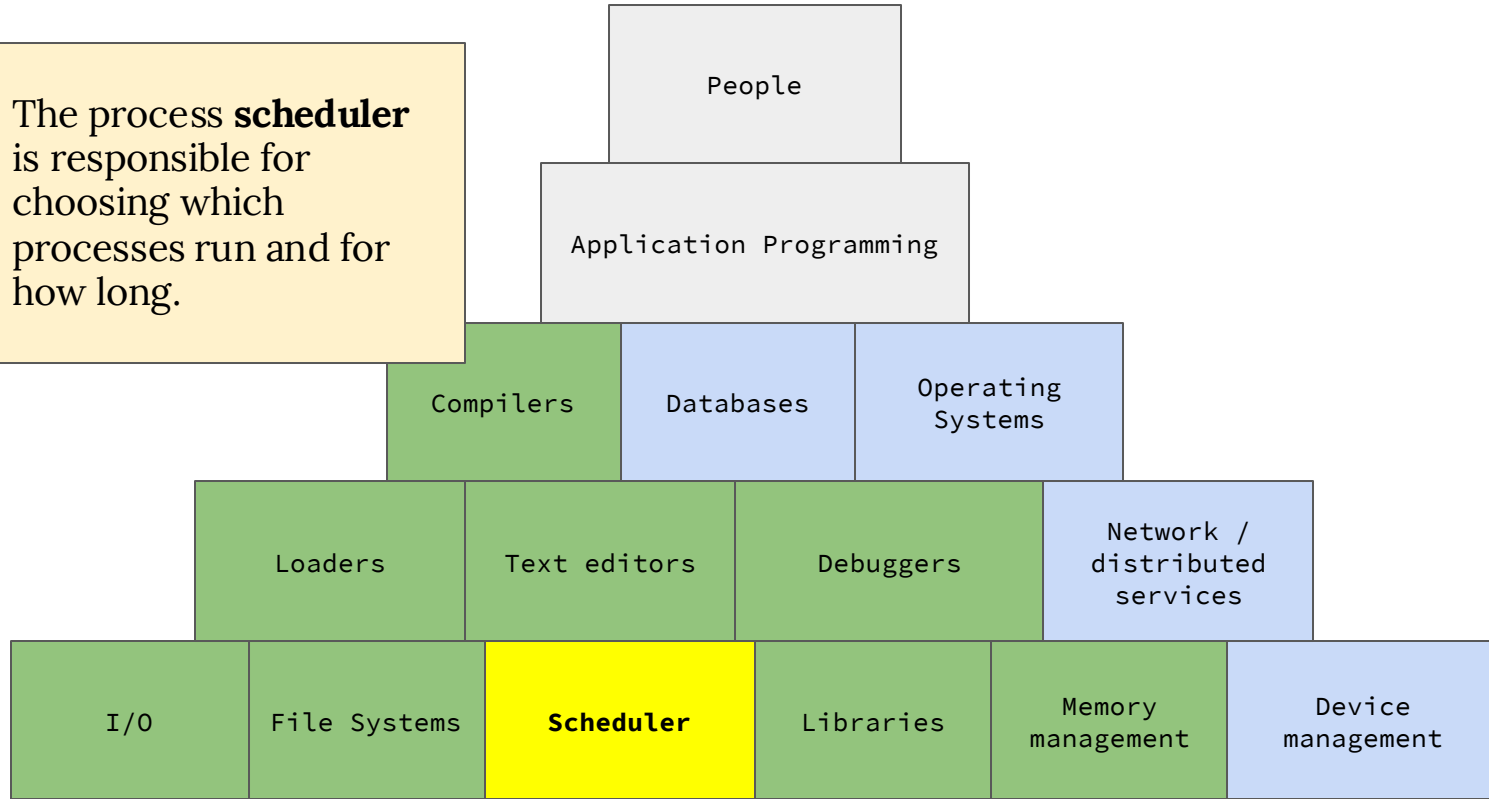 People
The process scheduler
is responsible for
choosing which
processes run and for
how long.
Application Programming
Compilers
Databases
Operating
Systems
Loaders
Text editors
Debuggers
Network /
distributed
services
I/O
File Systems
Scheduler
Libraries
Memory
management
Device
management